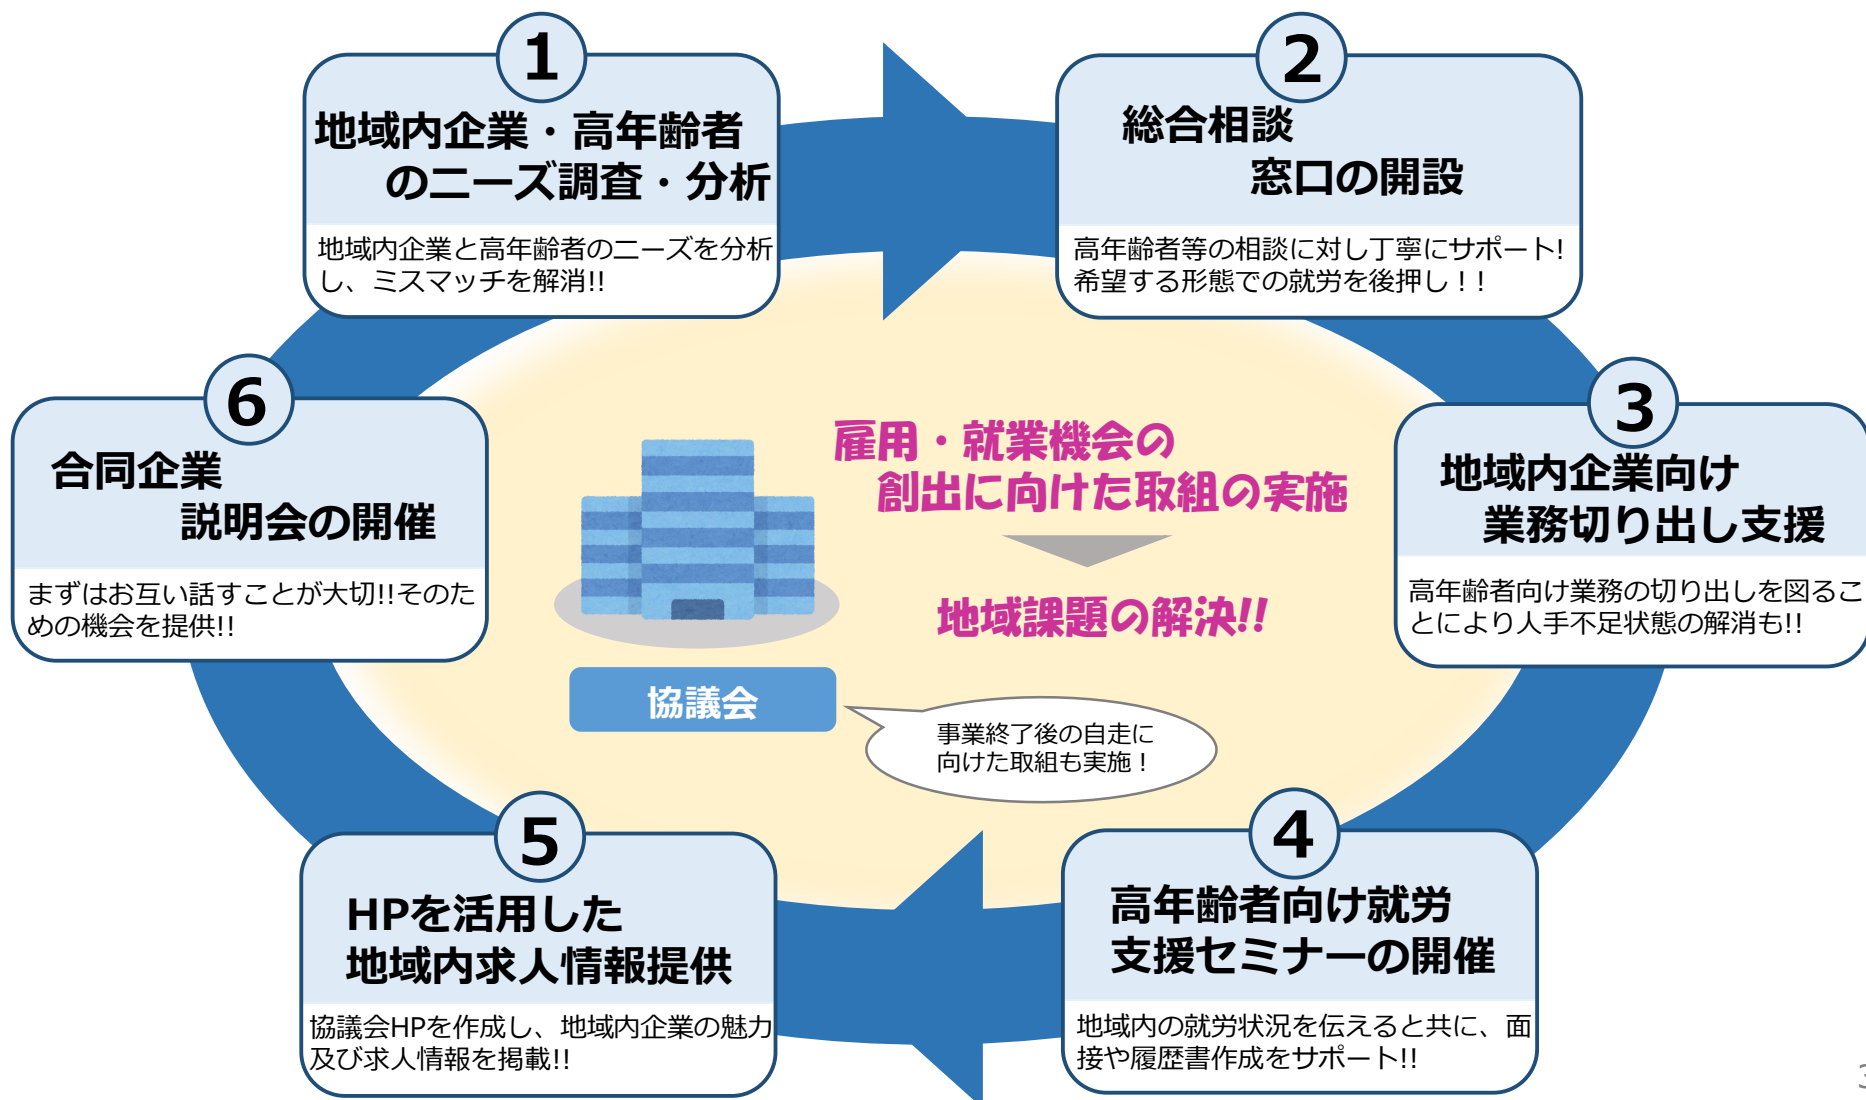 1
地域内企業・高年齢者
のニーズ調査・分析
地域内企業と高年齢者のニーズを分析
し、ミスマッチを解消!!
2
総合相談
窓口の開設
高年齢者等の相談に対し丁寧にサポート!
希望する形態での就労を後押し！！
3
地域内企業向け
業務切り出し支援
高年齢者向け業務の切り出しを図るこ
とにより人手不足状態の解消も!!
4
高年齢者向け就労
支援セミナーの開催
地域内の就労状況を伝えると共に、面
接や履歴書作成をサポート!!
5
HPを活用した
地域内求人情報提供
協議会HPを作成し、地域内企業の魅力
及び求人情報を掲載!!
6
合同企業
説明会の開催
まずはお互い話すことが大切!!そのた
めの機会を提供!!
雇用・就業機会の
創出に向けた取組の実施
地域課題の解決!!
協議会
事業終了後の自走に
向けた取組も実施！
3